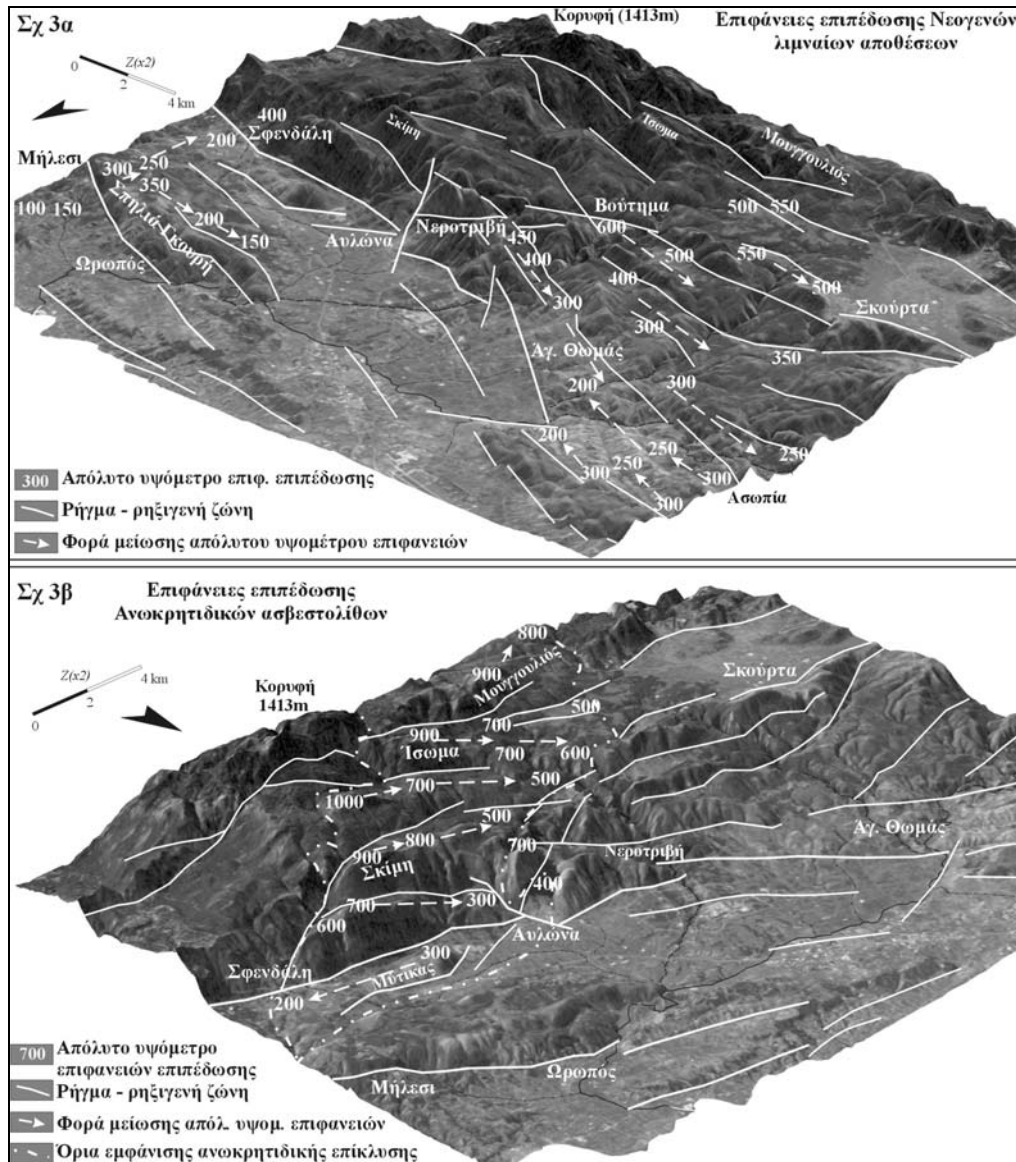 Σχ 3α
Κορυφή (1413m)
Επιφάνειες επιπέδωσης Νεογενών
λιμναίων αποθέσεων
Z(x2)
0
2
4 km
400
Σφενδάλη
200
Σκίμη
Ίσωμα
Μουγγουλιός
Μήλεσι
300
250
350
100
150
Σπηλιά-Γκουρή
200
150
Αυλώνα
Νεροτριβή
450
400
Βούτημα
600
500
550
500
550
400
500
Ωρωπός
300
300
Σκούρτα
Άγ. Θωμάς
350
200
300
200
250
250
300
300
300
250
Ασωπία
300 Απόλυτο υψόμετρο επιφ. επιπέδωσης
Ρήγμα - ρηξιγενή ζώνη
Φορά μείωσης απόλυτου υψομέτρου επιφανειών
Σχ 3β
Επιφάνειες επιπέδωσης
Ανωκρητιδικών ασβεστολίθων
Z(x2)
0
2
4 km
Κορυφή
1413m
800
900
Μουγγουλιός
Σκούρτα
500
700
900
Ίσωμα
700
600
1000
700
500
500
800
900
Σκίμη
700
Νεροτριβή
Άγ. Θωμάς
400
700
300
600
Αυλώνα
Σφενδάλη
300
Μύτικας
200
Μήλεσι
Ωρωπός
700 Απόλυτο υψόμετρο
επιφανειών επιπέδωσης
Ρήγμα - ρηξιγενή ζώνη
Φορά μείωσης απόλ. υψομ. επιφανειών
Όρια εμφάνισης ανωκρητιδικής επίκλυσης